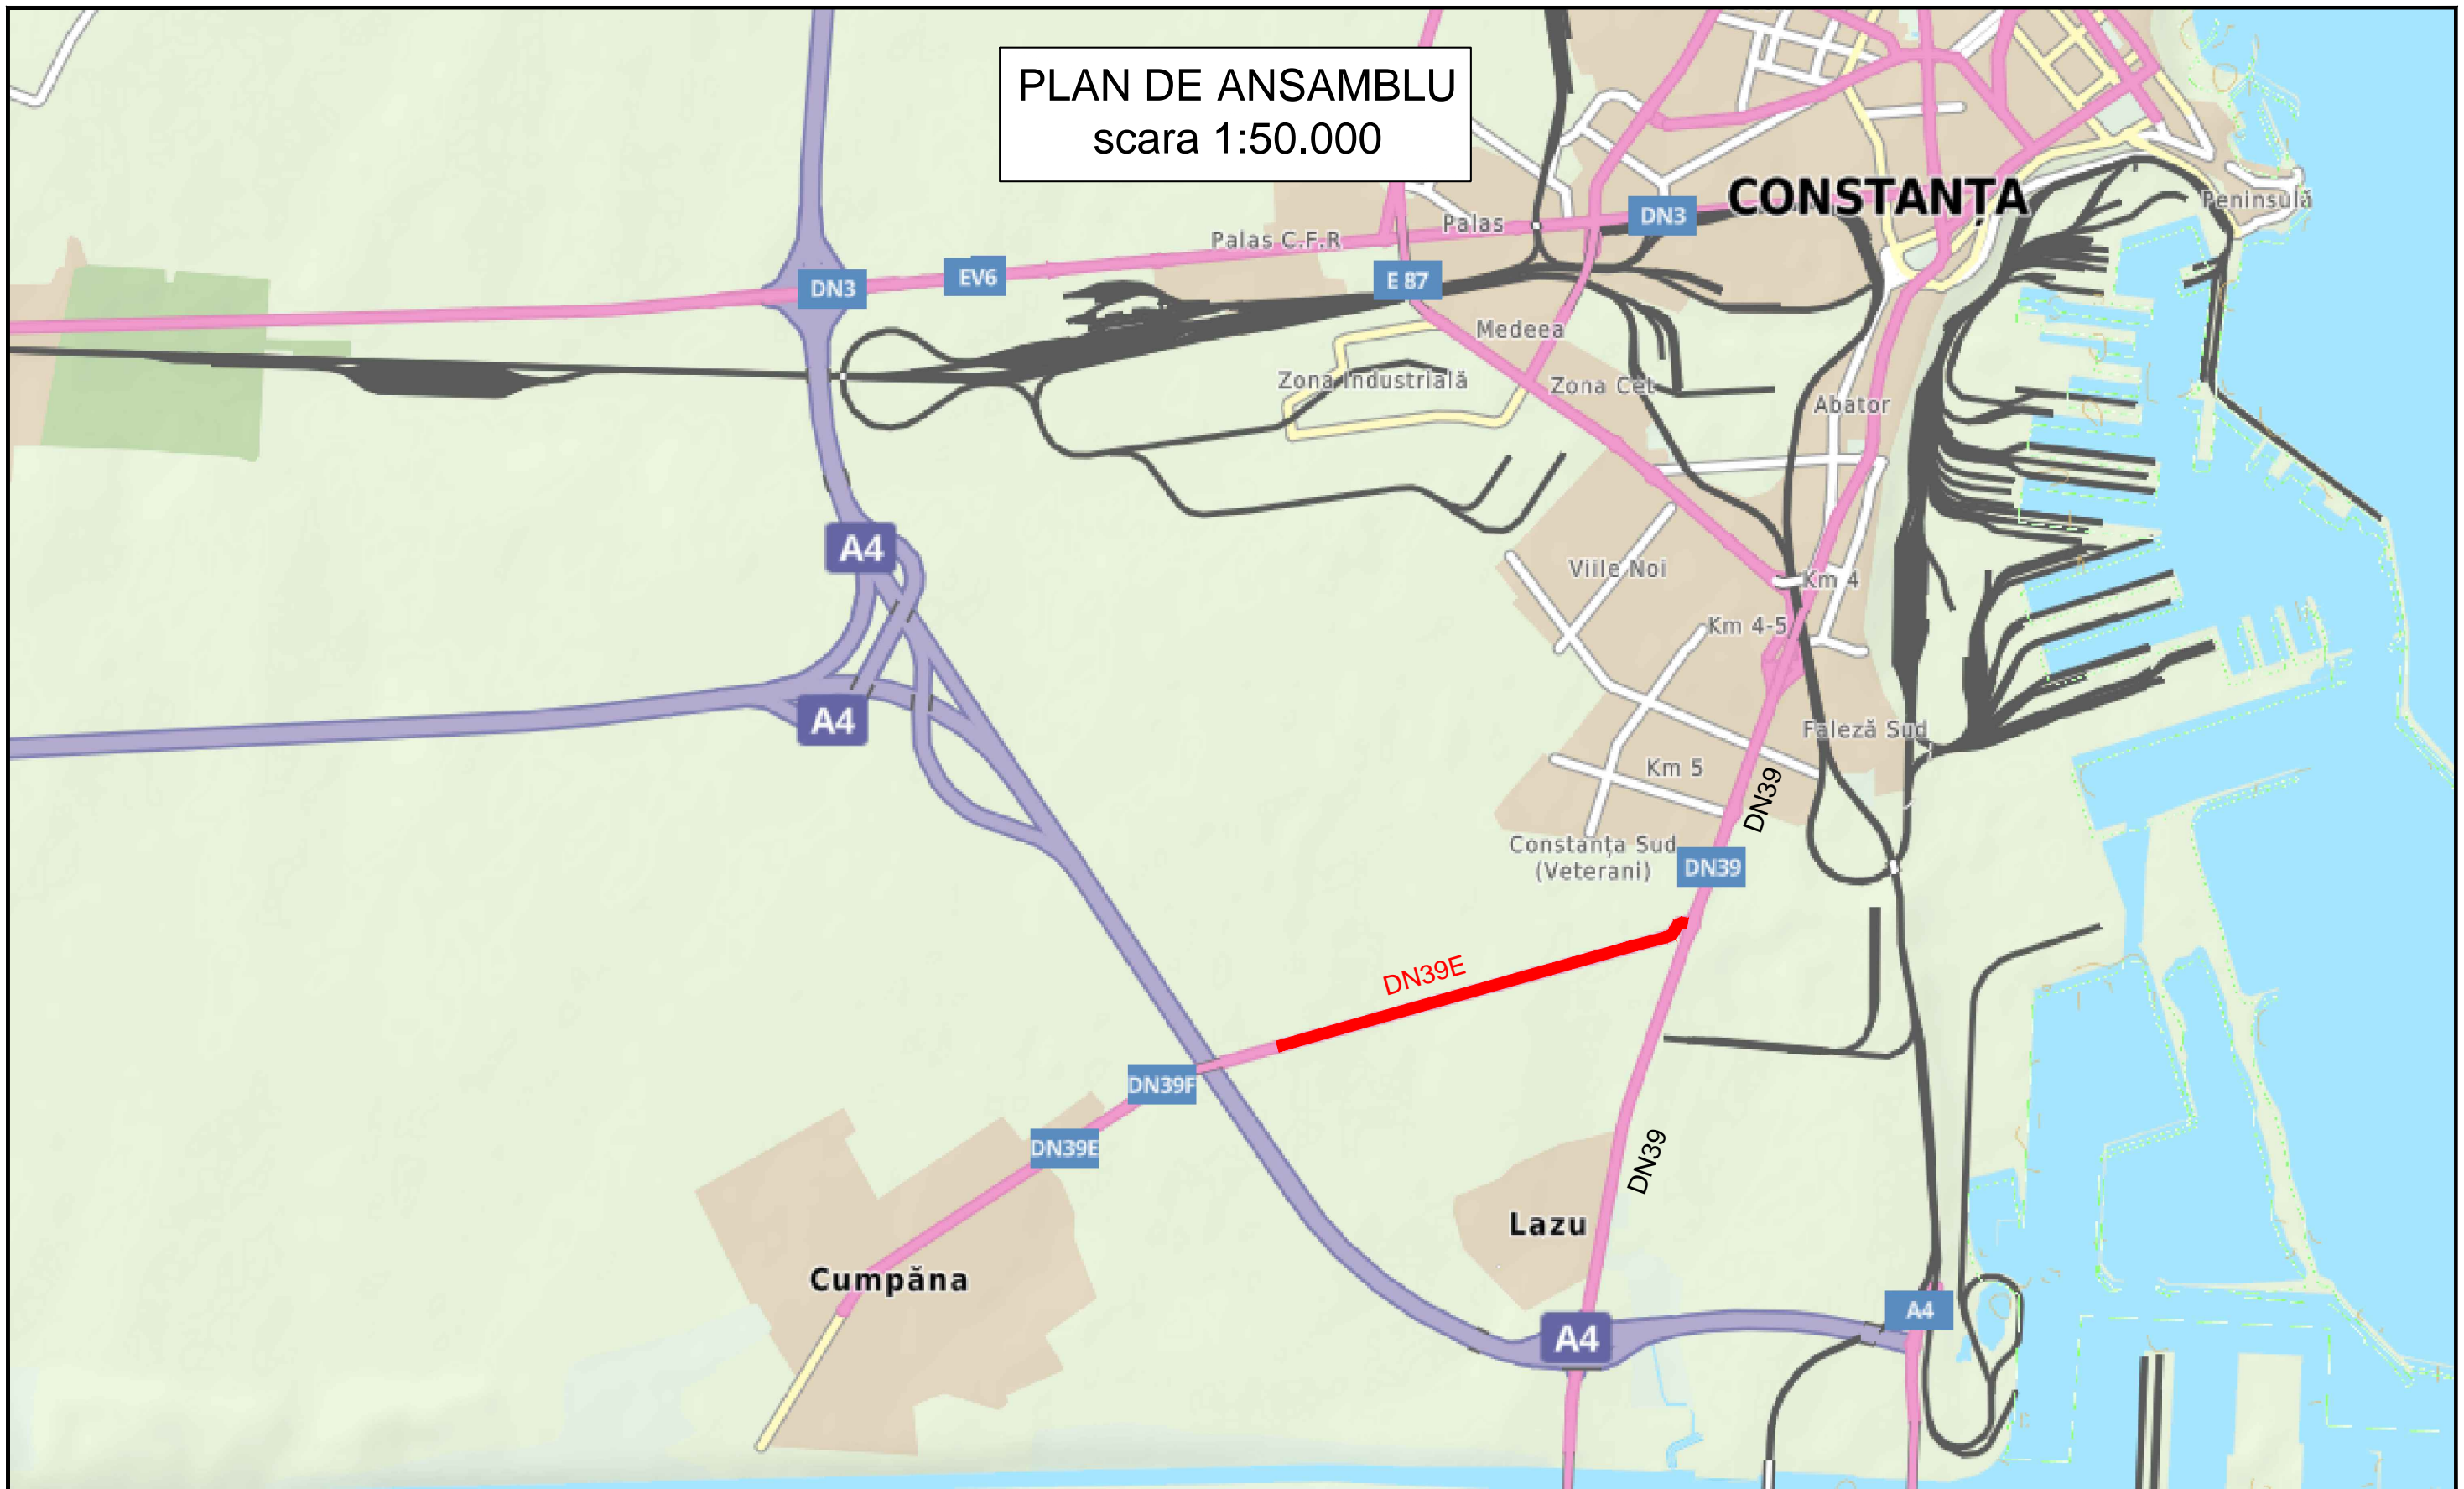 PLAN DE ANSAMBLU
scara 1:50.000
CONSTANȚA
Peninsulă
DN3
Palas
Palas C.F.R
EV6
DN3
E 87
Medeea
Zona Industrială
Zona Cet
Abator
A4
Viile Noi
Km 4
Km 4-5
A4
Faleză Sud
Km 5
DN39
Constanța Sud
(Veterani)
DN39
DN39E
DN39F
DN39E
DN39
Lazu
Cumpăna
A4
A4